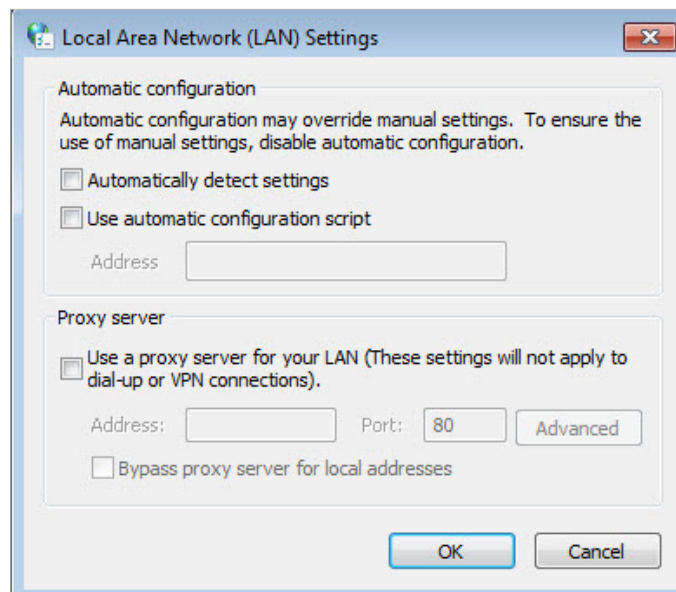 Local Area Network (LAN) Settings
Automatic configuration
Automatic configuration may override manual settings. To ensure the
use of manual settings, disable automatic configuration.
Automatically detect settings
Use automatic configuration script
Address
Proxy server
Use a proxy server for your LAN (These settings will not apply to
dial-up or VPN connections).
Address: Port: 80 Advanced
Bypass proxy server for local addresses
OK Cancel